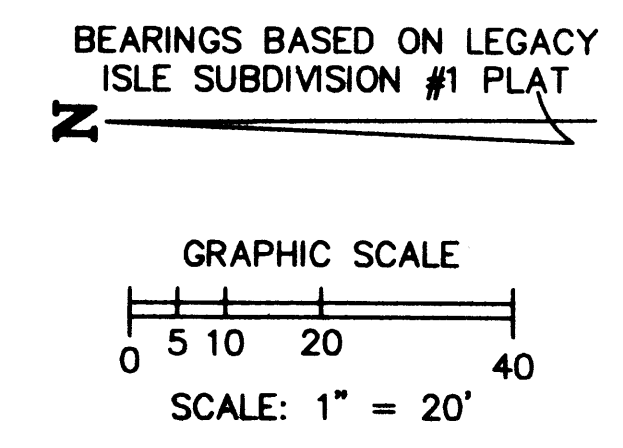 BEARINGS BASED ON LEGACY
ISLE SUBDIVISION #1 PLAT
N
GRAPHIC SCALE
0 5 10 20 40
SCALE: 1" = 20'